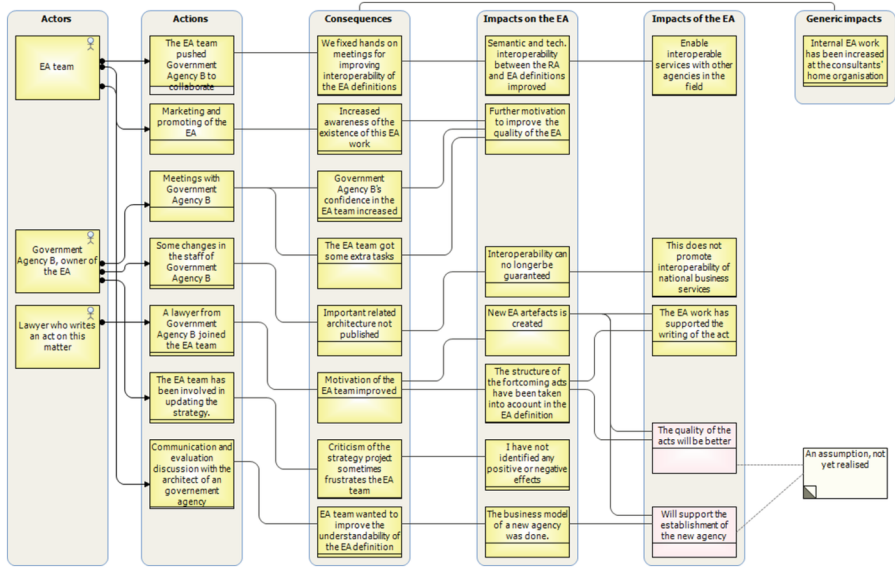 Actors
Actions
Consequences
Impacts on the EA
Impacts of the EA
Generic impacts
EA team
Government
Agency B, owner of
the EA
Lawyer who writes
an act on this
matter
The EA team
pushed
Government
Agency B to
collaborate
Marketing and
promoting of the
EA
Meetings with
Government
Agency B
Some changes in
the staff of
Government
Agency B
A lawyer from
Government
Agency B joined
the EA team
The EA team has
been involved in
updating the
strategy.
Communication and
evaluation
discussion with the
architect of an
governement
agency
We fixed hands on
meetings for
improving
interoperability of
the EA definitions
Increased
awareness of the
existence of this EA
work
Government
Agency B's
confidence in the
EA team increased
The EA team got
some extra tasks
Important related
architecture not
published
Motivation of the
EA team improved
Criticism of the
strategy project
sometimes
frustrates the EA
team
EA team wanted to
improve the
understandability
of the EA definition
Semantic and tech.
interoperability
between the RA
and EA definitions
improved
Further motivation
to improve the
quality of the EA
Interoperability can
no longer be
guaranteed
New EA artefacts is
created
The structure of
the fortcoming acts
have been taken
into acount in the
EA definition
I have not
identified any
positive or negative
effects
The business model
of a new agency
was done.
Enable
interoperable
services with other
agencies in the
field
This does not
promote
interoperability of
national business
services
The EA work has
supported the
writing of the act
The quality of the
acts will be better
Will support the
establishment of
the new agency
Internal EA work
has been increased
at the consultants'
home organisation
An assumption, not
yet realised